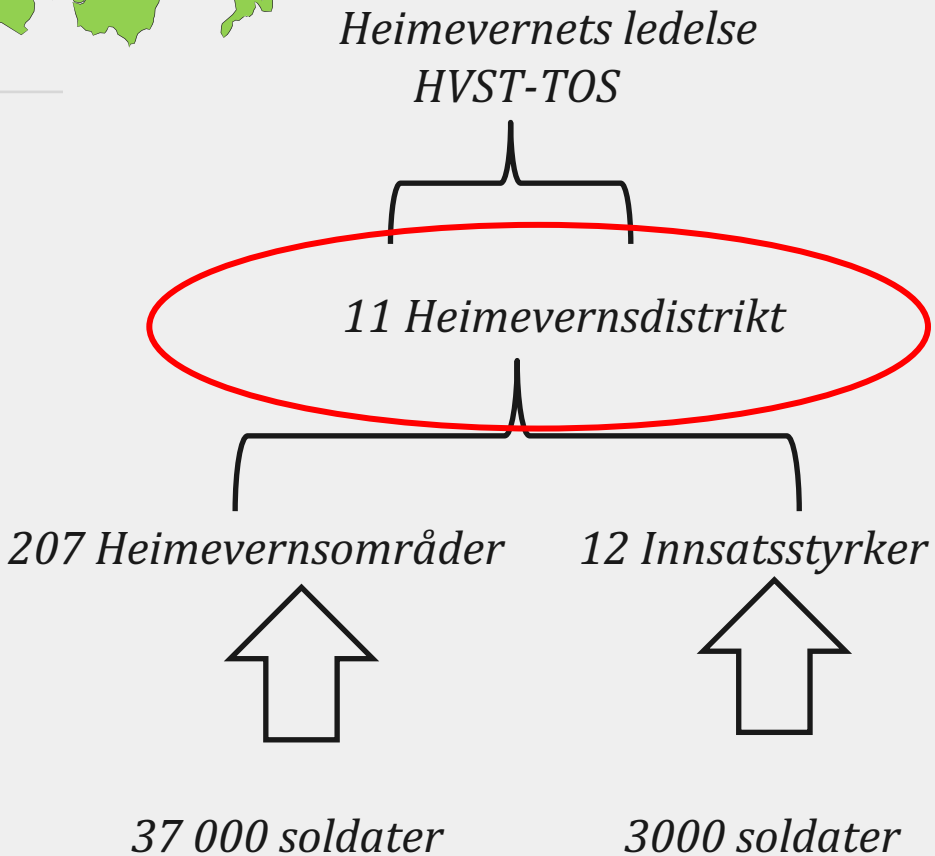 Heimevernets ledelse
HVST-TOS
11 Heimevernsdistrikt
207 Heimevernsområder
12 Innsatsstyrker
37 000 soldater
3000 soldater